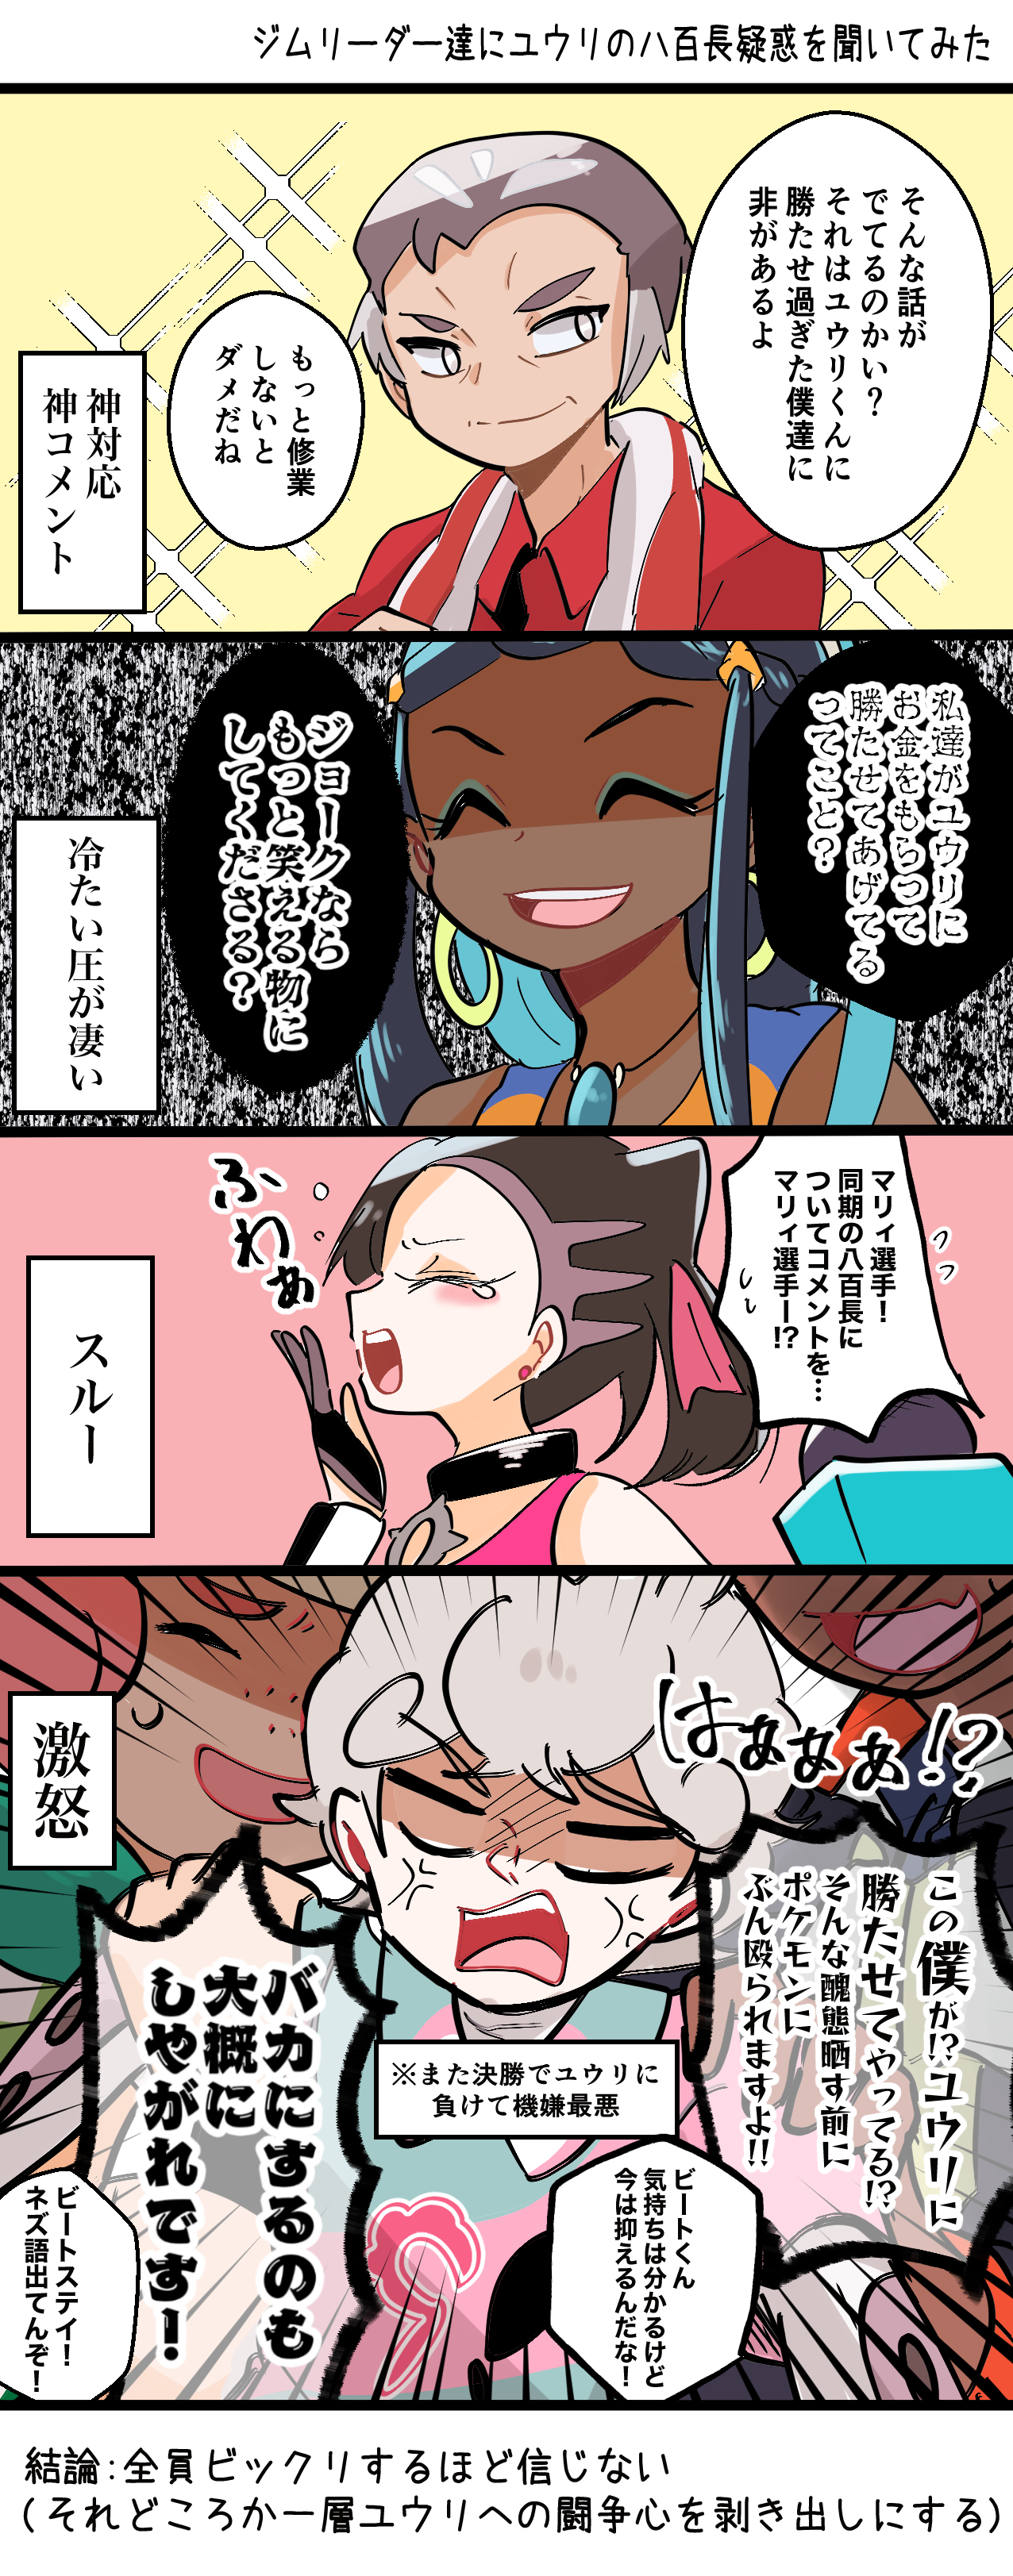 ジムリーダー達にユウリの八百長疑惑を聞いてみた
そんな話が
でてるのかい？
それはユウリくんに
勝たせ過ぎた僕達に
非があるよ
もっと修業
しないと
ダメだね
神対応
神コメント
私達がユウリに
お金をもらって
勝たせてあげてる
ってこと？
ジョークなら
もっと笑える物に
してくださる？
冷たい圧が凄い
マリィ選手！
同期の八百長に
ついてコメントを…
マリィ選手ー!?
ふわぁ
スルー
はぁぁぁ!?
この僕が!?ユウリに
勝たせてやってる!?
そんな醜態晒す前に
ポケモンに
ぶん殴られますよ!!
激怒
バカにするのも
大概に
しやがれです！
※また決勝でユウリに
負けて機嫌最悪
ビートくん
気持ちは分かるけど
今は抑えるんだな！
ビートステイ！
ネズ語出てんぞ！
結論:全員ビックリするほど信じない
(それどころか一層ユウリへの闘争心を剥き出しにする)